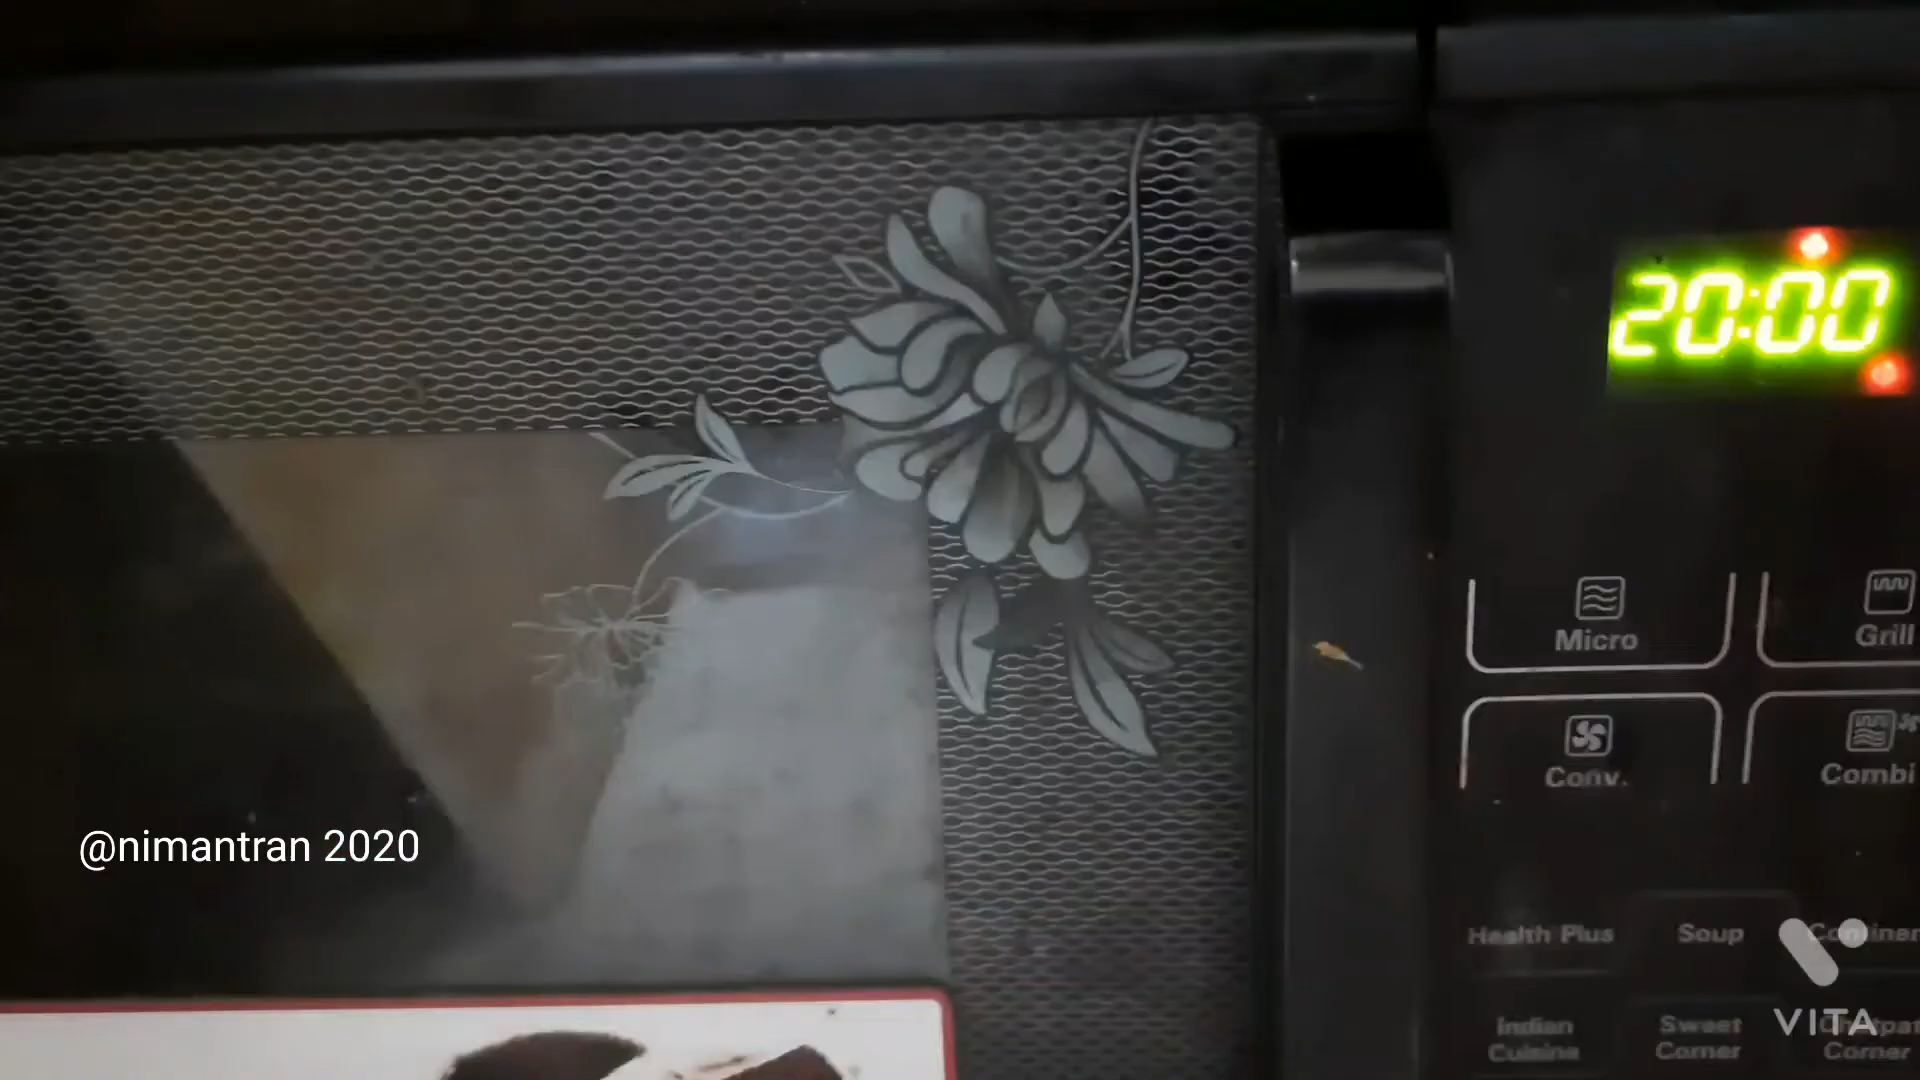 20:00
Micro
Grill
Conv.
Combi
@nimantran 2020
Health Plus
Soup
Indian
Cuisine
Sweet
Corner
Corner
VITA